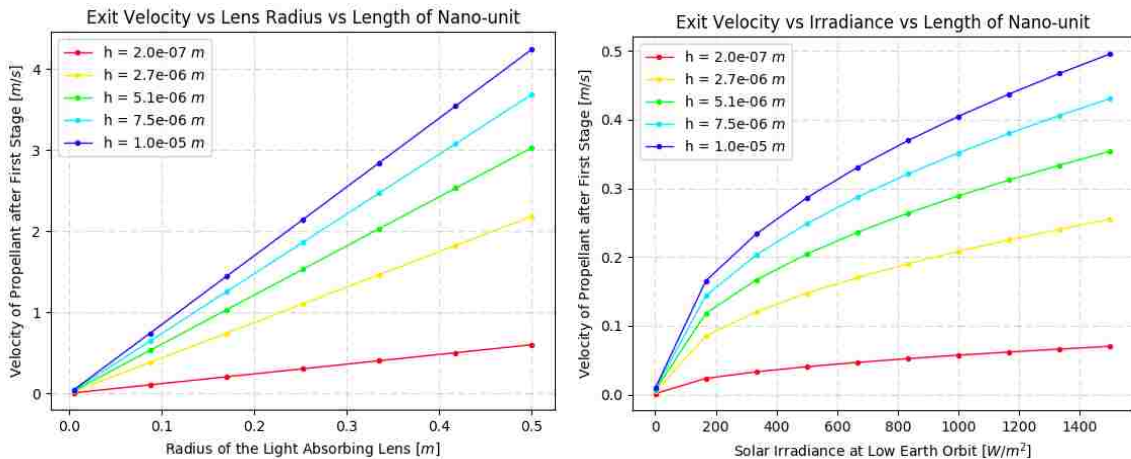 Exit Velocity vs Lens Radius vs Length of Nano-unit
h = 2.0e-07 m
h = 2.7e-06 m
h = 5.1e-06 m
h = 7.5e-06 m
h = 1.0e-05 m
Velocity of Propellant after First Stage [m/s]
4
3
2
1
0
0.0 0.1 0.2 0.3 0.4 0.5
Radius of the Light Absorbing Lens [m]
Exit Velocity vs Irradiance vs Length of Nano-unit
h = 2.0e-07 m
h = 2.7e-06 m
h = 5.1e-06 m
h = 7.5e-06 m
h = 1.0e-05 m
Velocity of Propellant after First Stage [m/s]
0.5
0.4
0.3
0.2
0.1
0.0
0 200 400 600 800 1000 1200 1400
Solar Irradiance at Low Earth Orbit [W/m²]